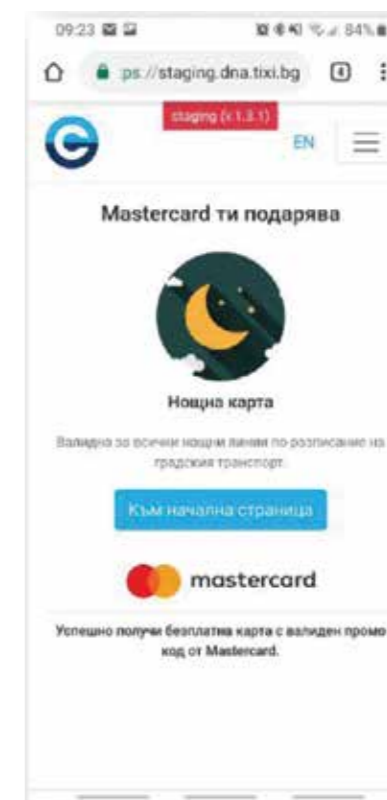 09:23 84%
ps://staging.dna.tixi.bg 4
staging (v.1.3.1)
EN
Mastercard ти подарява
Нощна карта
Валидна за всички нощни линии по разписание на
градския транспорт.
Към начална страница
mastercard
Успешно получи безплатна карта с валиден промо
код от Mastercard.